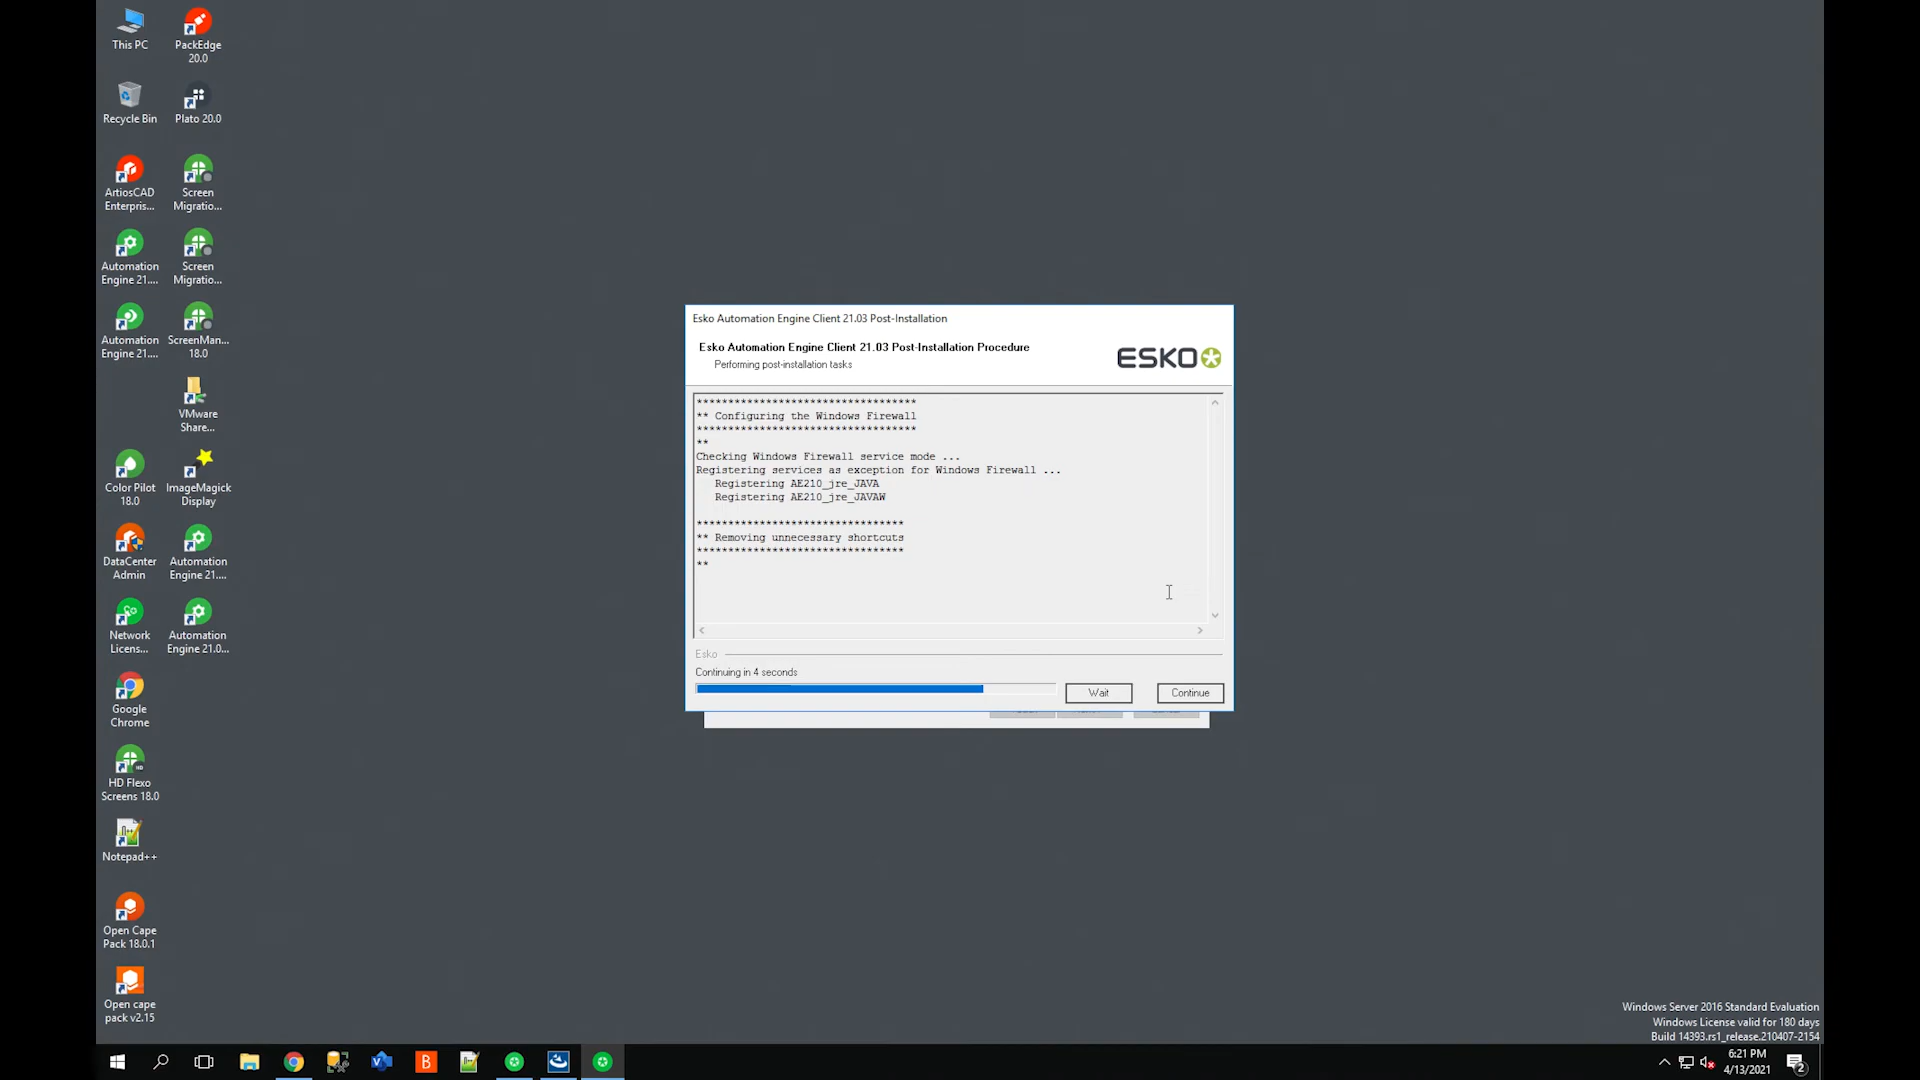 This PC
PackEdge
20.0
Recycle Bin
Plato 20.0
ArtiosCAD
Enterpris...
Screen
Migratio...
Automation
Engine 21....
Screen
Migratio...
Automation
Engine 21....
ScreenMan...
18.0
VMware
Share...
Color Pilot
18.0
ImageMagick
Display
DataCenter
Admin
Automation
Engine 21....
Network
Licens...
Automation
Engine 21.0...
Google
Chrome
HD Flexo
Screens 18.0
Notepad++
Open Cape
Pack 18.0.1
Open cape
pack v2.15
Esko Automation Engine Client 21.03 Post-Installation
Esko Automation Engine Client 21.03 Post-Installation Procedure
Performing post-installation tasks
ESKO
***********************************
** Configuring the Windows Firewall
***********************************
**
Checking Windows Firewall service mode ...
Registering services as exception for Windows Firewall ...
Registering AE210_jre_JAVA
Registering AE210_jre_JAVAW
*********************************
** Removing unnecessary shortcuts
*********************************
**
Esko
Continuing in 4 seconds
Wait
Continue
Windows Server 2016 Standard Evaluation
Windows License valid for 180 days
Build 14393.rs1_release.210407-2154
6:21 PM
4/13/2021
2